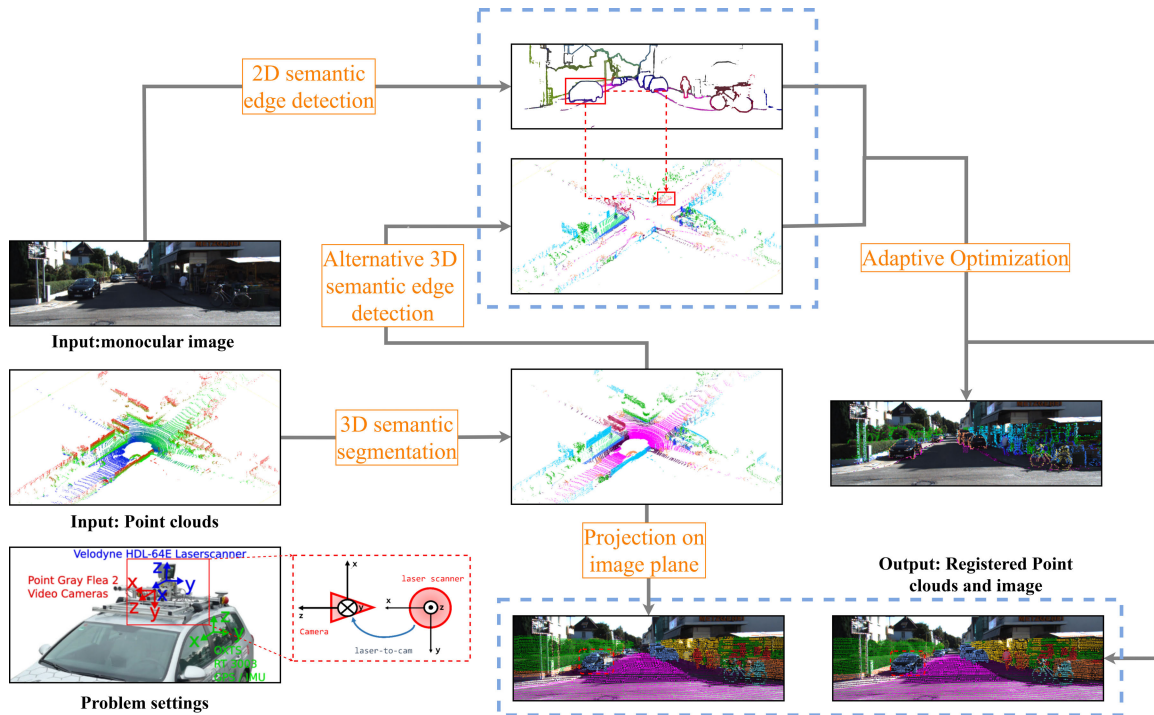 2D semantic
edge detection
Input:monocular image
Alternative 3D
semantic edge
detection
Adaptive Optimization
3D semantic
segmentation
Input: Point clouds
Projection on
image plane
Output: Registered Point
clouds and image
Velodyne HDL-64E Laserscanner
Point Gray Flea 2
Video Cameras
z
y
x
x
z
y
x
z
y
Camera
laser scanner
x
z
y
laser-to-cam
Problem settings